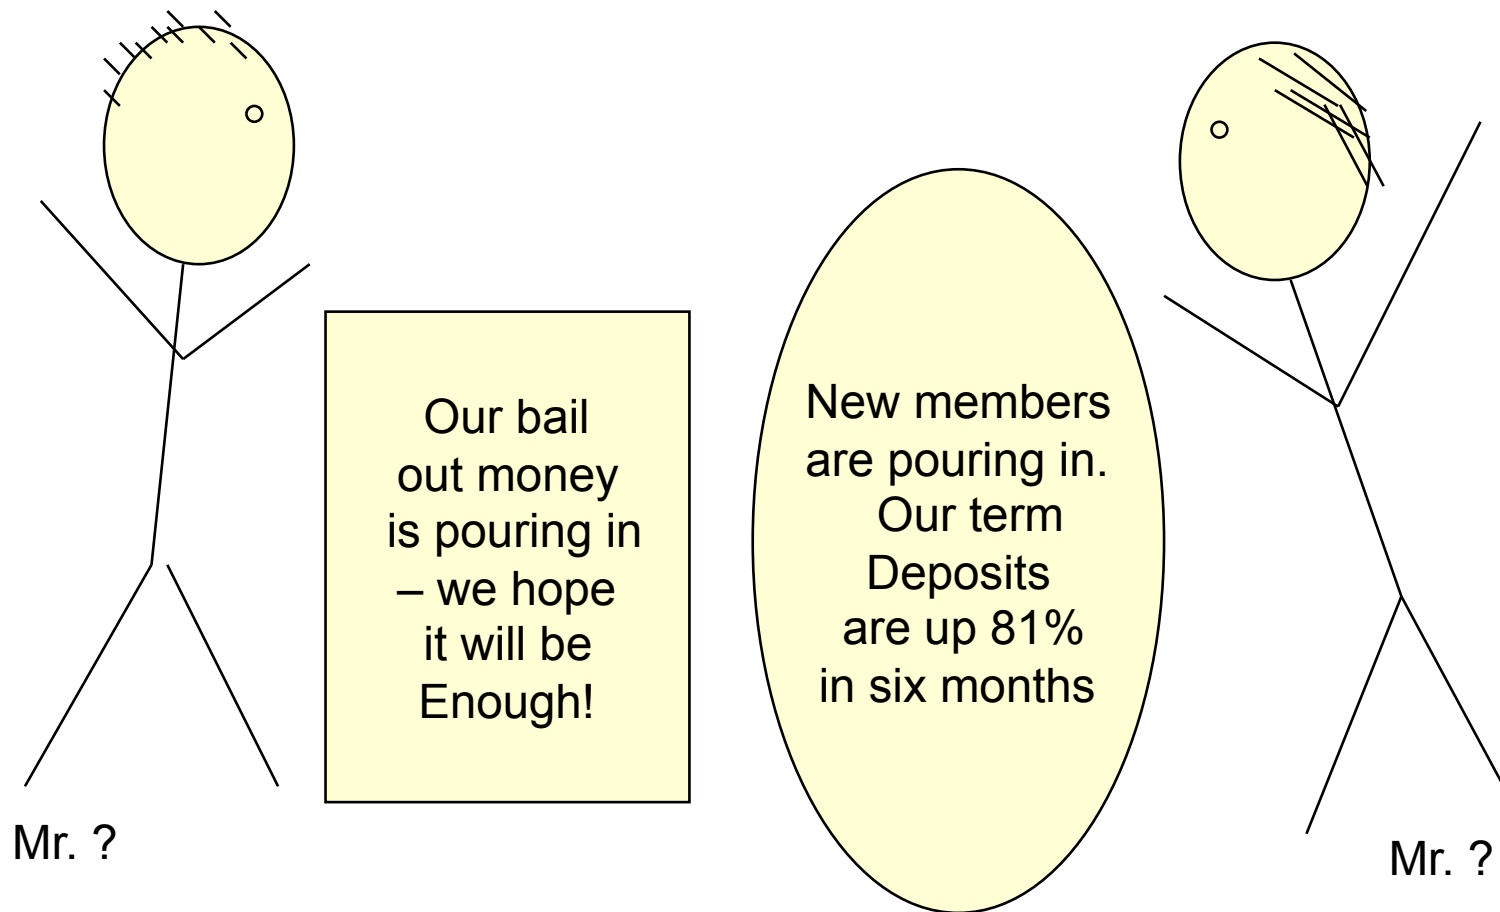 Our bail
out money
is pouring in
– we hope
it will be
Enough!
New members
are pouring in.
Our term
Deposits
are up 81%
in six months
Mr. ?
Mr. ?